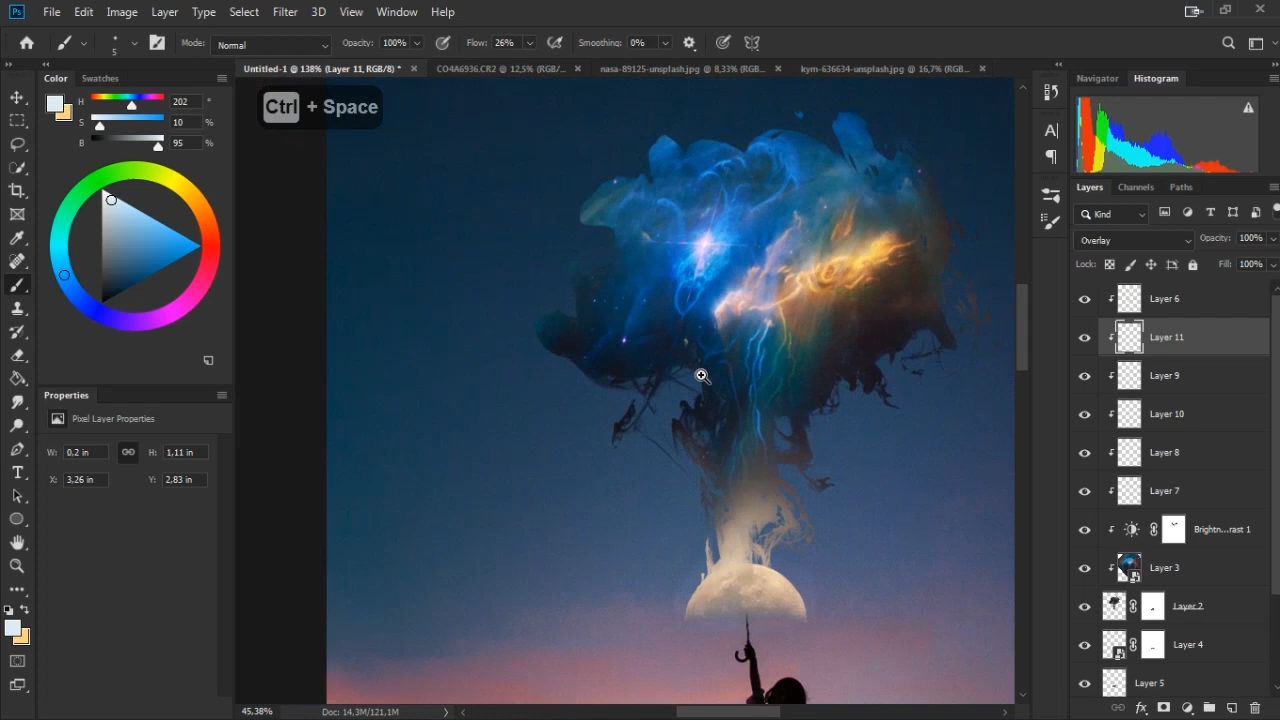 Ps File Edit Image Layer Type Select Filter 3D View Window Help
5 Mode: Normal Opacity: 100% Flow: 26% Smoothing: 0%
Untitled-1 @ 138% (Layer 11, RGB/8) * CO4A6936.CR2 @ 12,5% (RGB/... nasa-89125-unsplash.jpg @ 8,33% (RGB... kym-636634-unsplash.jpg @ 16,7% (RGB...
Color Swatches
Navigator Histogram
H 202 °
S 10 %
B 95 %
Ctrl + Space
Layers Channels Paths
Kind
Overlay Opacity: 100%
Lock: Fill: 100%
Layer 6
Layer 11
Layer 9
Layer 10
Layer 8
Layer 7
Brightn...rast 1
Layer 3
Layer 2
Layer 4
Layer 5
Properties
Pixel Layer Properties
W: 0,2 in H: 1,11 in
X: 3,26 in Y: 2,83 in
45,38% Doc: 14,3M/121,1M